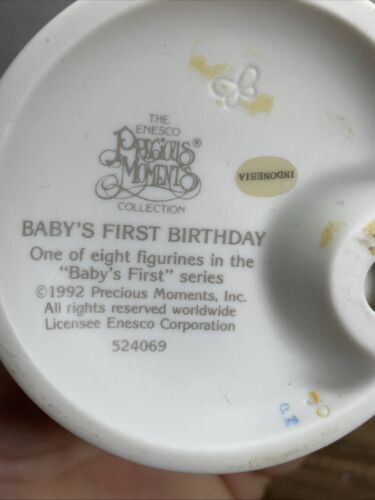 THE
ENESCO
PRECIOUS
MOMENTS®
COLLECTION
INDONESIA
BABY'S FIRST BIRTHDAY
One of eight figurines in the
"Baby's First" series
©1992 Precious Moments, Inc.
All rights reserved worldwide
Licensee Enesco Corporation
524069